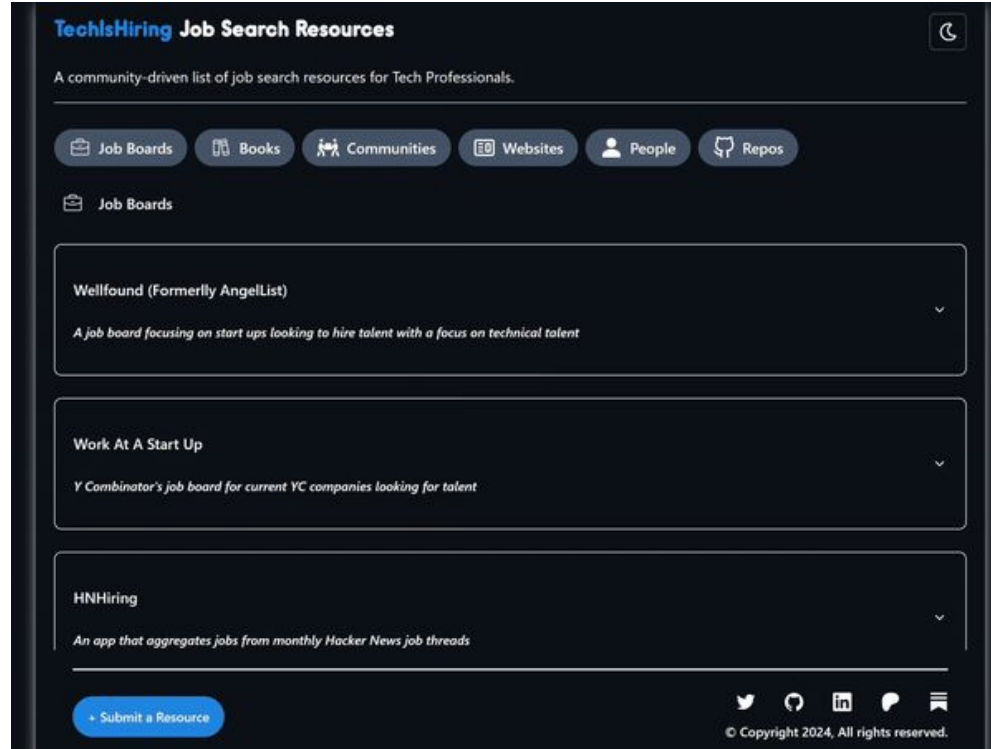 TechIsHiring Job Search Resources
A community-driven list of job search resources for Tech Professionals.
Job Boards
Books
Communities
Websites
People
Repos
Job Boards
Wellfound (Formerlly AngelList)
A job board focusing on start ups looking to hire talent with a focus on technical talent
Work At A Start Up
Y Combinator's job board for current YC companies looking for talent
HNHiring
An app that aggregates jobs from monthly Hacker News job threads
+ Submit a Resource
© Copyright 2024, All rights reserved.